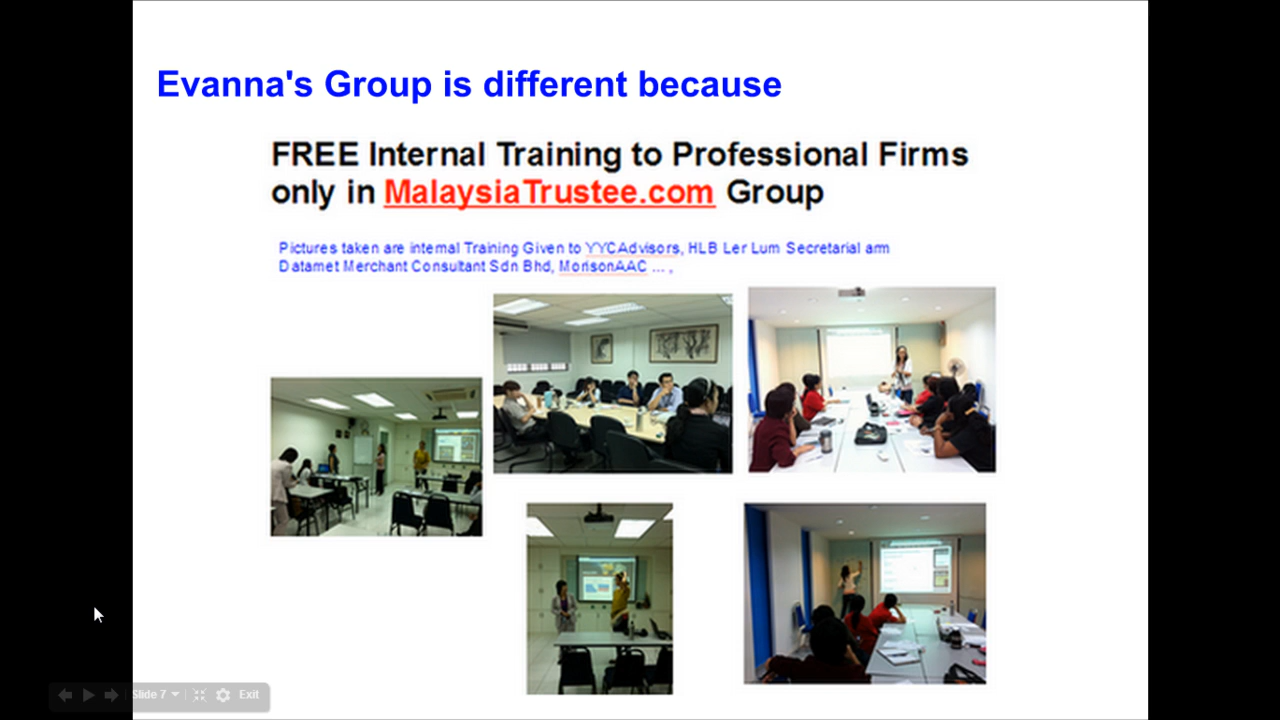 Evanna's Group is different because
FREE Internal Training to Professional Firms
only in MalaysiaTrustee.com Group
Pictures taken are internal Training Given to YYCAdvisors, HLB Ler Lum Secretarial arm
Datamet Merchant Consultant Sdn Bhd, MorisonAAC ... ,
Slide 7
Exit